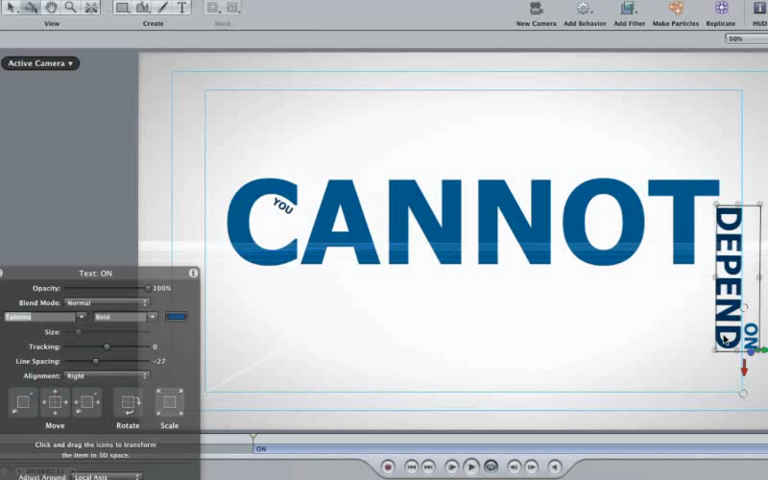 View
Create
Mask
New Camera
Add Behavior
Add Filter
Make Particles
Replicate
HUD
50%
Active Camera
YOU
CANNOT
DEPEND
ON
Text: ON
Opacity: 100%
Blend Mode: Normal
Tahoma Bold
Size:
Tracking: 0
Line Spacing: -27
Alignment: Right
Move Rotate Scale
Click and drag the icons to transform
the item in 3D space.
Adjust Around: Local Axis
ON